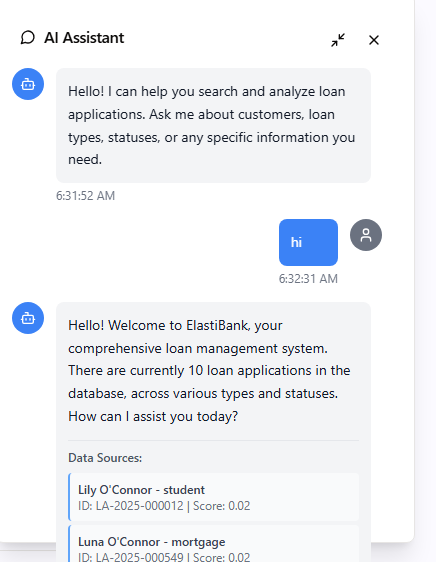 AI Assistant
Hello! I can help you search and analyze loan
applications. Ask me about customers, loan
types, statuses, or any specific information you
need.
6:31:52 AM
hi
6:32:31 AM
Hello! Welcome to ElastiBank, your
comprehensive loan management system.
There are currently 10 loan applications in the
database, across various types and statuses.
How can I assist you today?
Data Sources:
Lily O'Connor - student
ID: LA-2025-000012 | Score: 0.02
Luna O'Connor - mortgage
ID: LA-2025-000549 | Score: 0.02